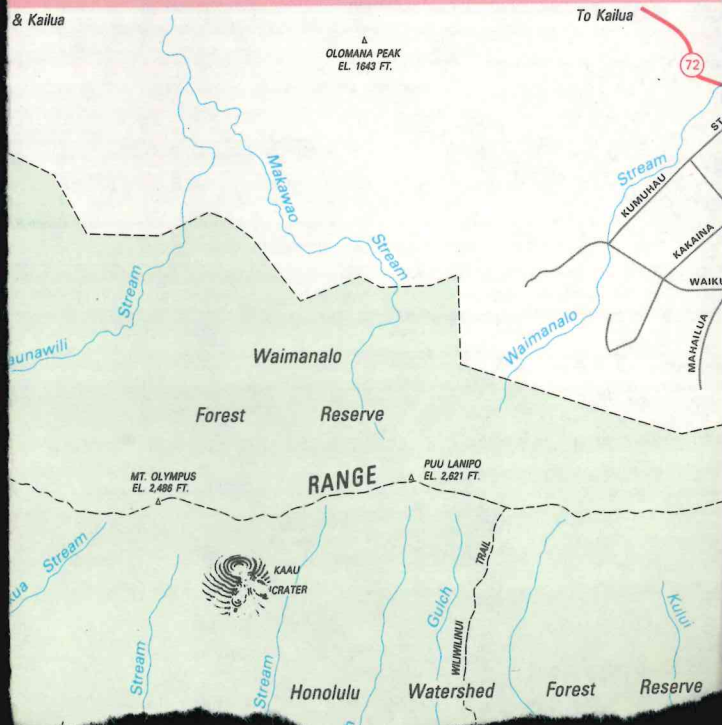 & Kailua
To Kailua
OLOMANA PEAK
EL. 1643 FT.
72
Makawao
Stream
Stream
KUMUHAU
KAKAINA
WAIKU
MAHAILUA
Stream
Stream
Waimanalo
aunawili
Waimanalo
Forest Reserve
MT. OLYMPUS
EL. 2,486 FT.
RANGE
PUU LANIPO
EL. 2,621 FT.
Stream
KAAU
CRATER
TRAIL
WILIWILINUI
Gulch
Kului
Stream
Stream
Honolulu Watershed Forest Reserve